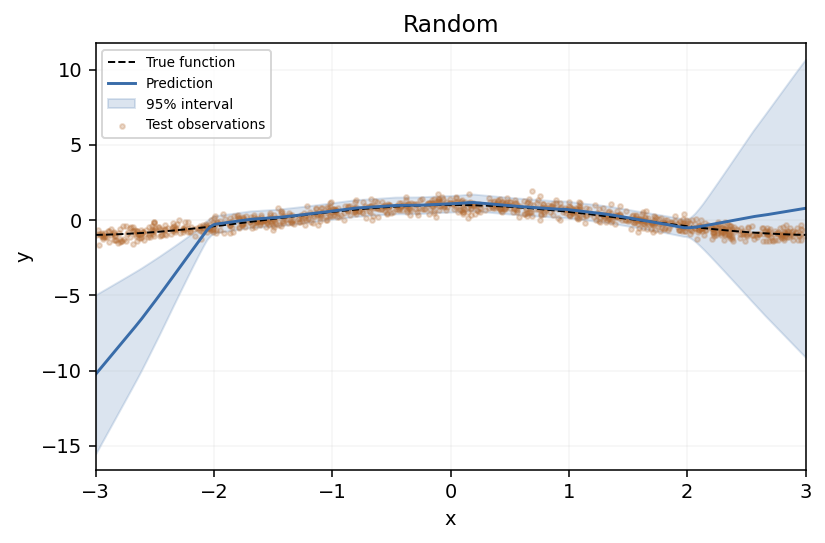 Random
True function
Prediction
95% interval
Test observations
10
5
0
−5
−10
−15
y
−3
−2
−1
0
1
2
3
x